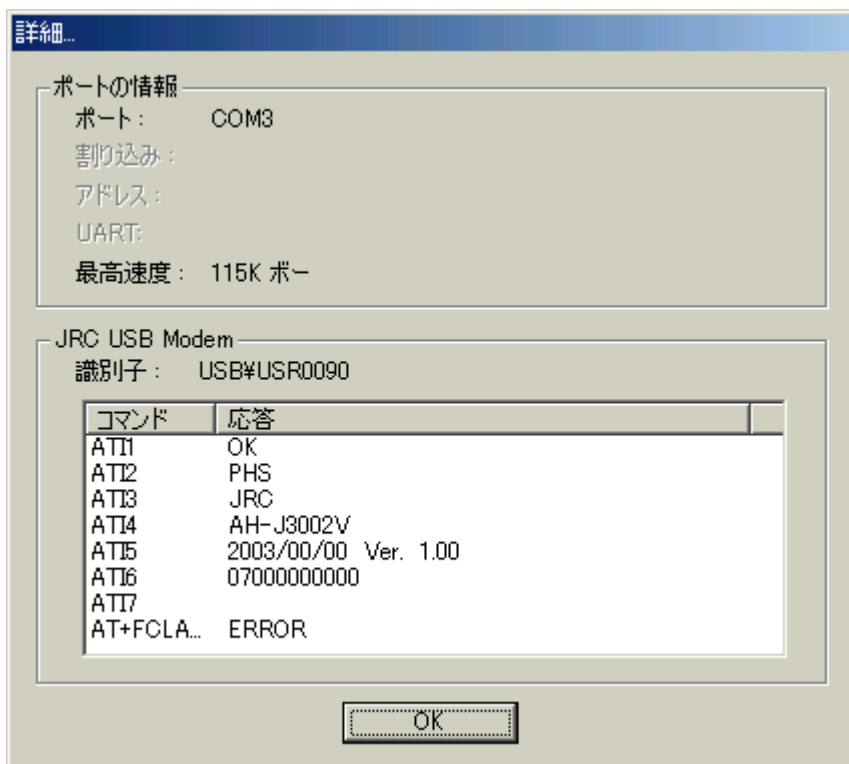 詳細...
ポートの情報
ポート: COM3
割り込み:
アドレス:
UART:
最高速度: 115K ボー
JRC USB Modem
識別子: USB¥USR0090
コマンド 応答
ATI1 OK
ATI2 PHS
ATI3 JRC
ATI4 AH-J3002V
ATI5 2003/00/00 Ver. 1.00
ATI6 07000000000
ATI7
AT+FCLA... ERROR
OK